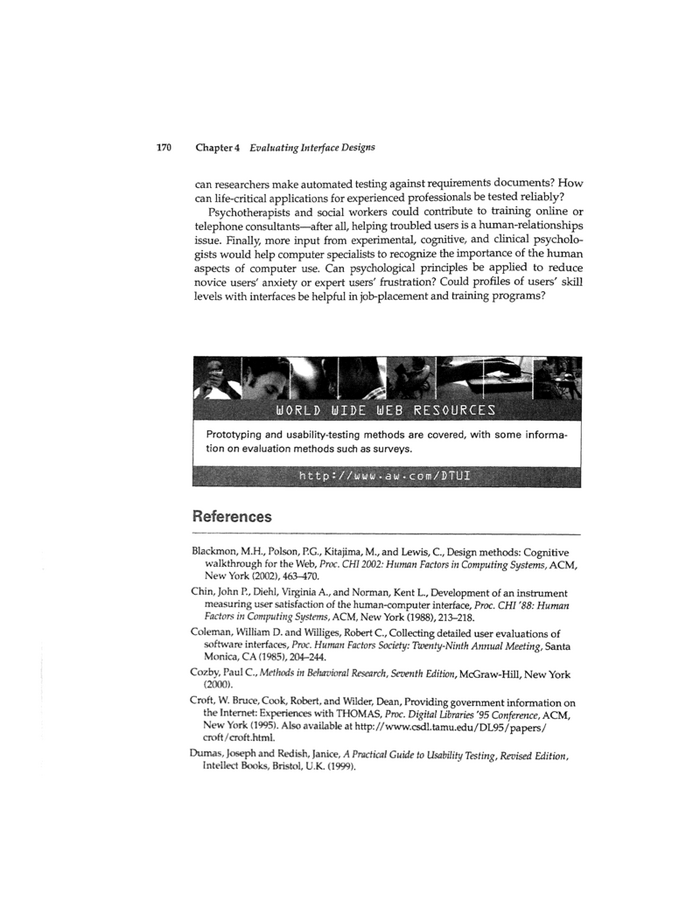 170 Chapter 4 Evaluating Interface Designs
can researchers make automated testing against requirements documents? How
can life-critical applications for experienced professionals be tested reliably?
Psychotherapists and social workers could contribute to training online or
telephone consultants—after all, helping troubled users is a human-relationships
issue. Finally, more input from experimental, cognitive, and clinical psycholo-
gists would help computer specialists to recognize the importance of the human
aspects of computer use. Can psychological principles be applied to reduce
novice users' anxiety or expert users' frustration? Could profiles of users' skill
levels with interfaces be helpful in job-placement and training programs?
WORLD WIDE WEB RESOURCES
Prototyping and usability-testing methods are covered, with some informa-
tion on evaluation methods such as surveys.
http://www.aw.com/DTUI
References
Blackmon, M.H., Polson, P.G., Kitajima, M., and Lewis, C., Design methods: Cognitive
walkthrough for the Web, Proc. CHI 2002: Human Factors in Computing Systems, ACM,
New York (2002), 463–470.
Chin, John P., Diehl, Virginia A., and Norman, Kent L., Development of an instrument
measuring user satisfaction of the human-computer interface, Proc. CHI '88: Human
Factors in Computing Systems, ACM, New York (1988), 213–218.
Coleman, William D. and Williges, Robert C., Collecting detailed user evaluations of
software interfaces, Proc. Human Factors Society: Twenty-Ninth Annual Meeting, Santa
Monica, CA (1985), 204–244.
Cozby, Paul C., Methods in Behavioral Research, Seventh Edition, McGraw-Hill, New York
(2000).
Croft, W. Bruce, Cook, Robert, and Wilder, Dean, Providing government information on
the Internet: Experiences with THOMAS, Proc. Digital Libraries '95 Conference, ACM,
New York (1995). Also available at http://www.csdl.tamu.edu/DL95/papers/
croft/croft.html.
Dumas, Joseph and Redish, Janice, A Practical Guide to Usability Testing, Revised Edition,
Intellect Books, Bristol, U.K. (1999).